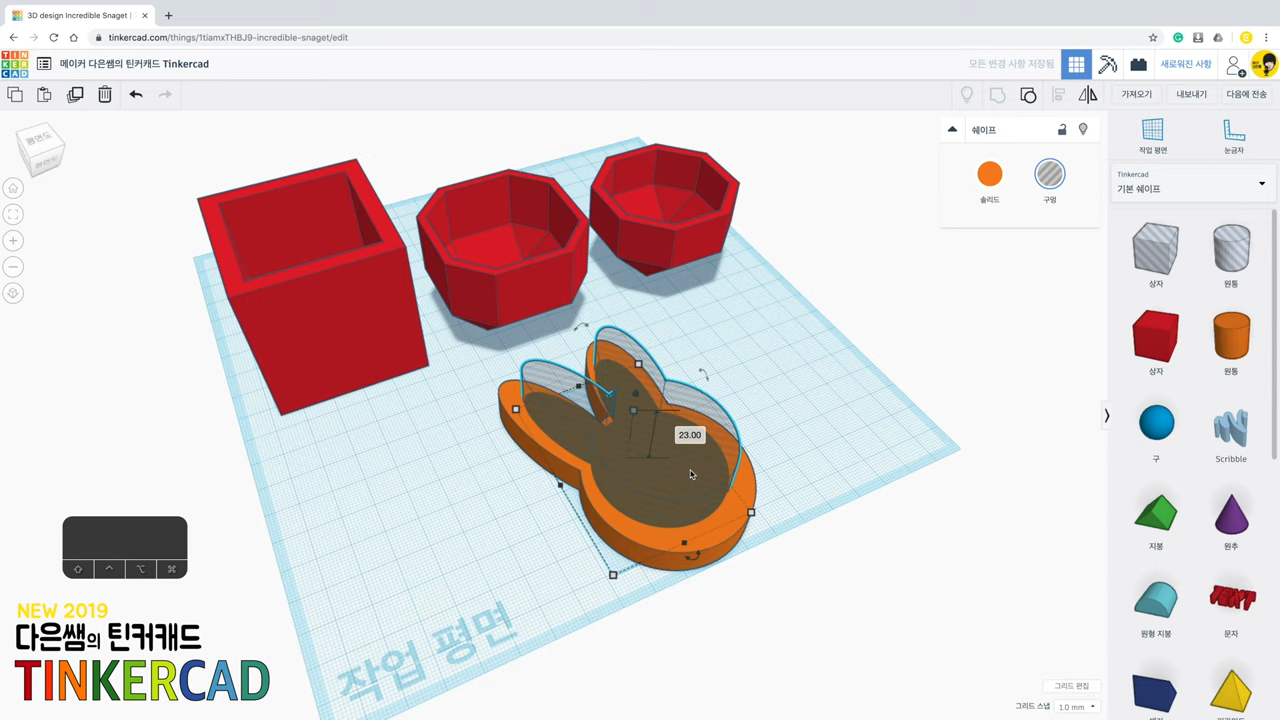 3D design Incredible Snaget |
tinkercad.com/things/1tiamxTHBJ9-incredible-snaget/edit
TIN
KER
CAD
메이커 다은쌤의 틴커캐드 Tinkercad
모든 변경 사항 저장됨
새로워진 사항
가져오기
내보내기
다음에 전송
쉐이프
솔리드
구멍
작업 평면
눈금자
Tinkercad
기본 쉐이프
상자
원통
상자
원통
구
Scribble
지붕
원추
TEXT
원형 지붕
문자
23.00
작업 평면
NEW 2019
다은쌤의 틴커캐드
TINKERCAD
그리드 편집
그리드 스냅
1.0 mm